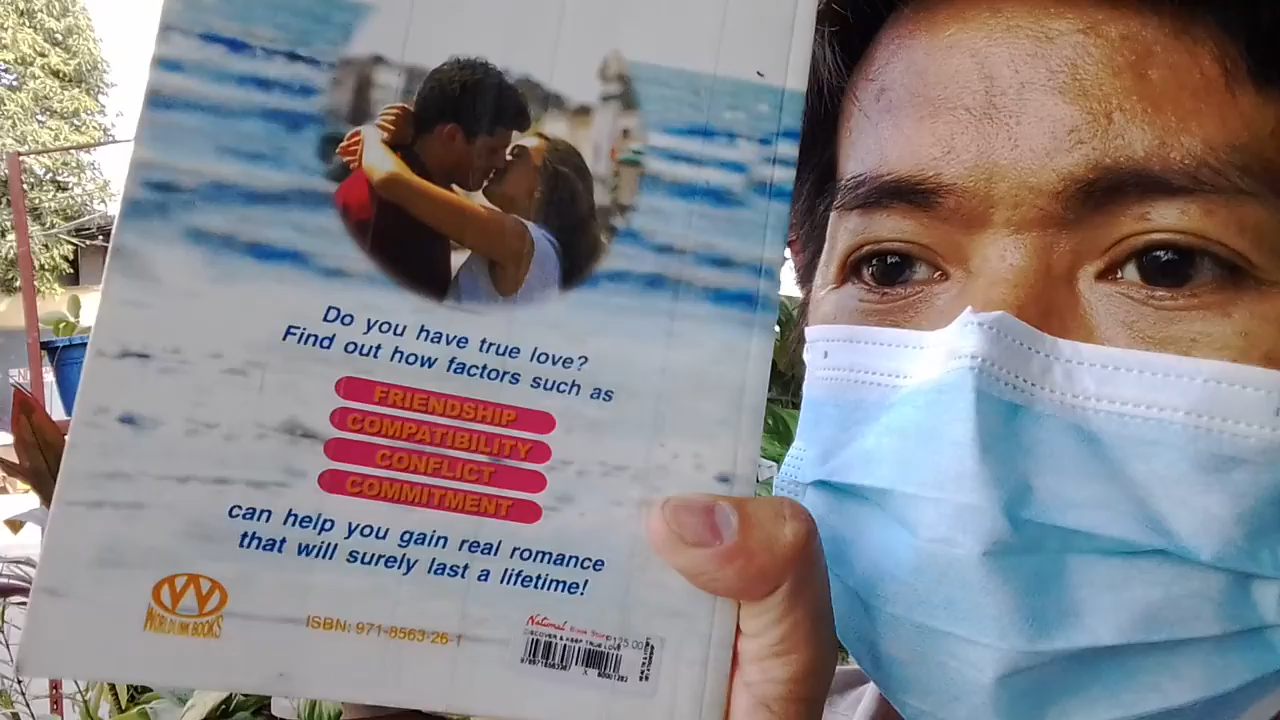 Do you have true love?
Find out how factors such as
FRIENDSHIP
COMPATIBILITY
CONFLICT
COMMITMENT
can help you gain real romance
that will surely last a lifetime!
WORLDLINK BOOKS
ISBN: 971-8563-26-1
National Book Store
P125.00
DISCOVER & KEEP TRUE LOVE